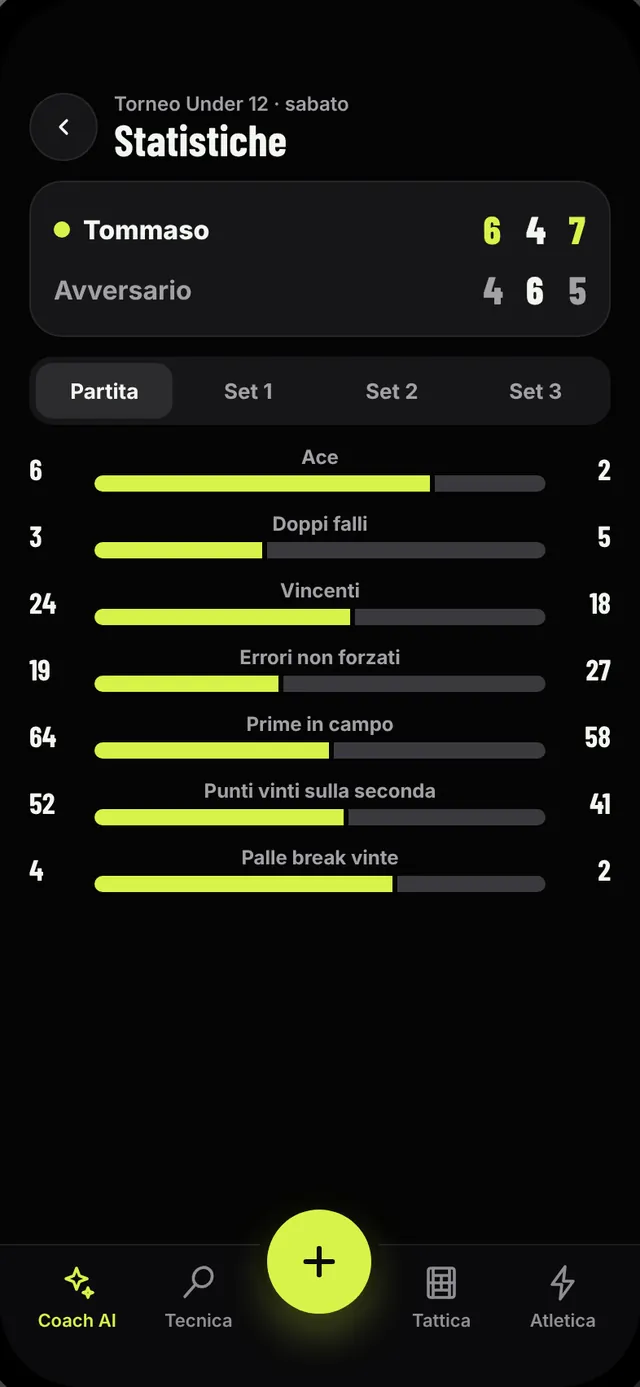 Torneo Under 12 · sabato
Statistiche
Tommaso 6 4 7
Avversario 4 6 5
Partita Set 1 Set 2 Set 3
Ace
6 2
Doppi falli
3 5
Vincenti
24 18
Errori non forzati
19 27
Prime in campo
64 58
Punti vinti sulla seconda
52 41
Palle break vinte
4 2
Coach AI Tecnica Tattica Atletica